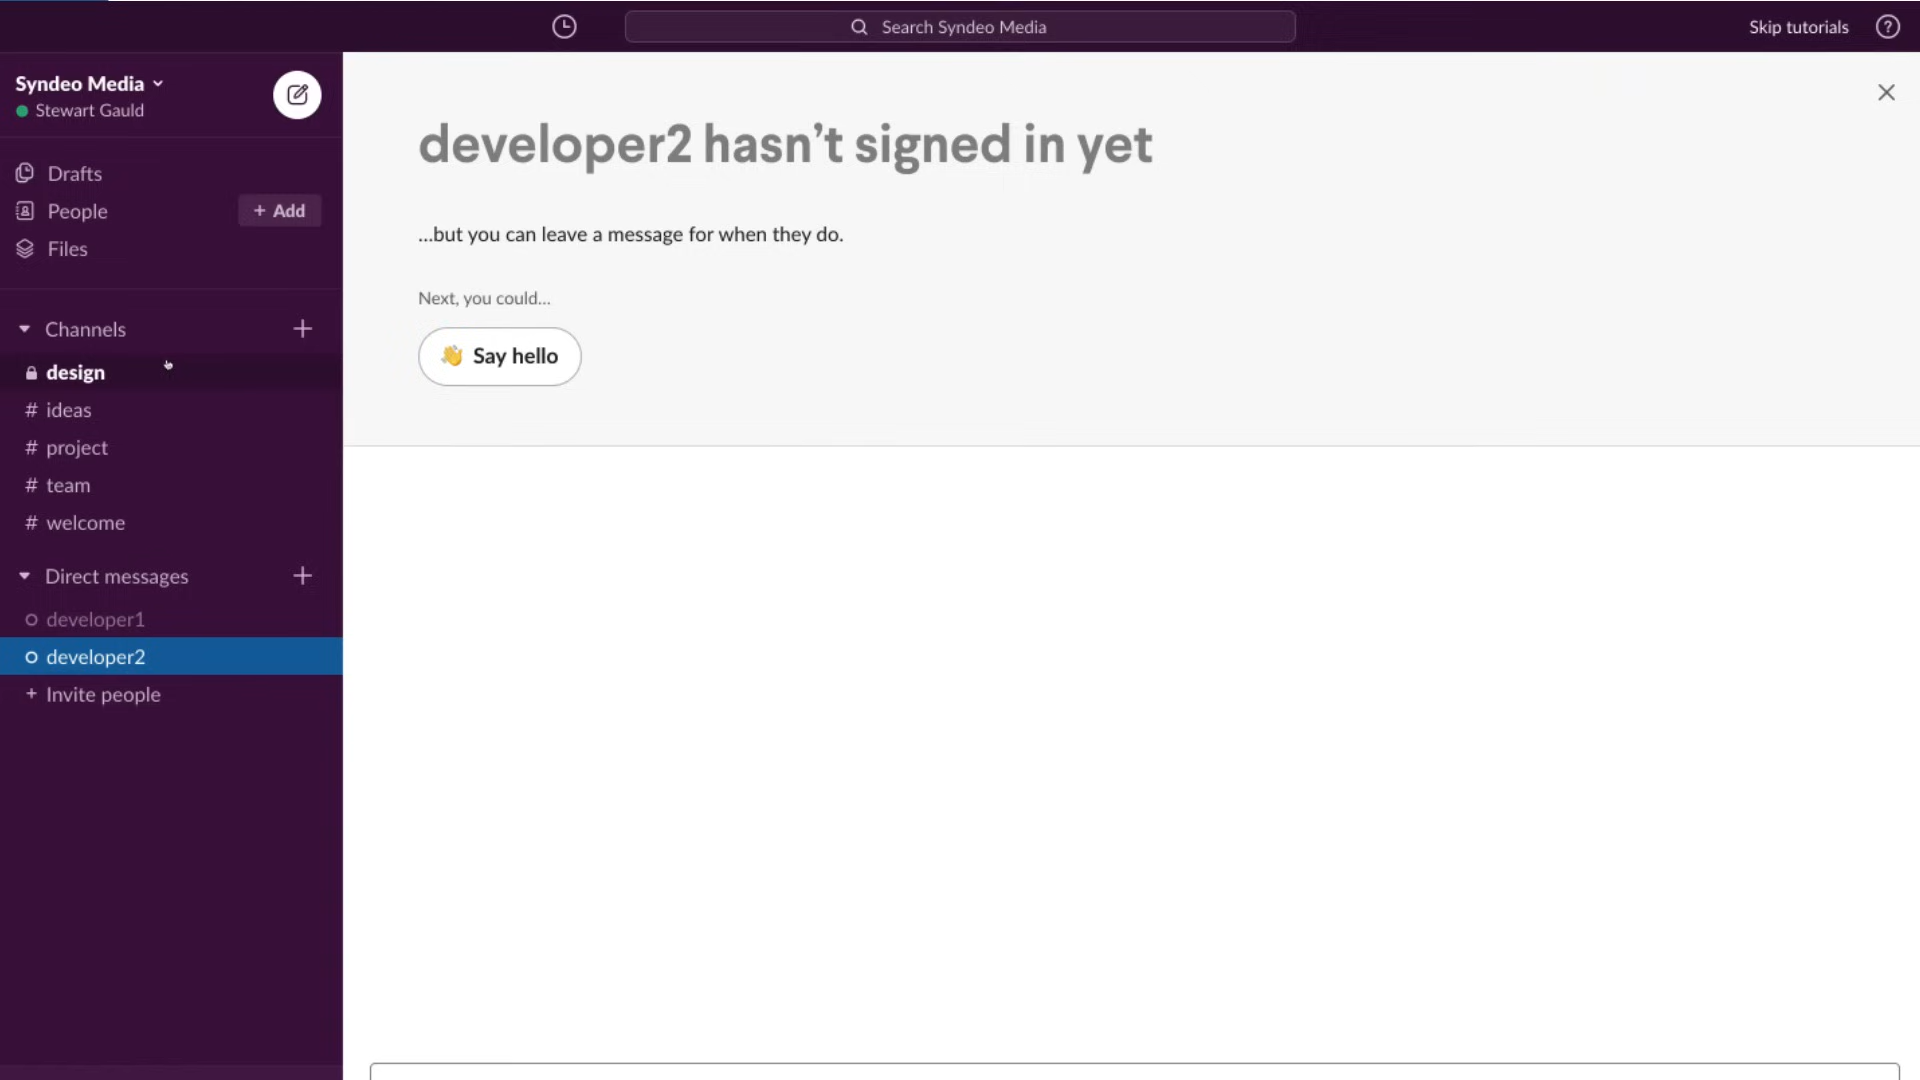 Search Syndeo Media
Skip tutorials
Syndeo Media
Stewart Gauld
Drafts
People
+ Add
Files
Channels
design
# ideas
# project
# team
# welcome
Direct messages
developer1
developer2
+ Invite people
developer2 hasn’t signed in yet
...but you can leave a message for when they do.
Next, you could...
👋 Say hello